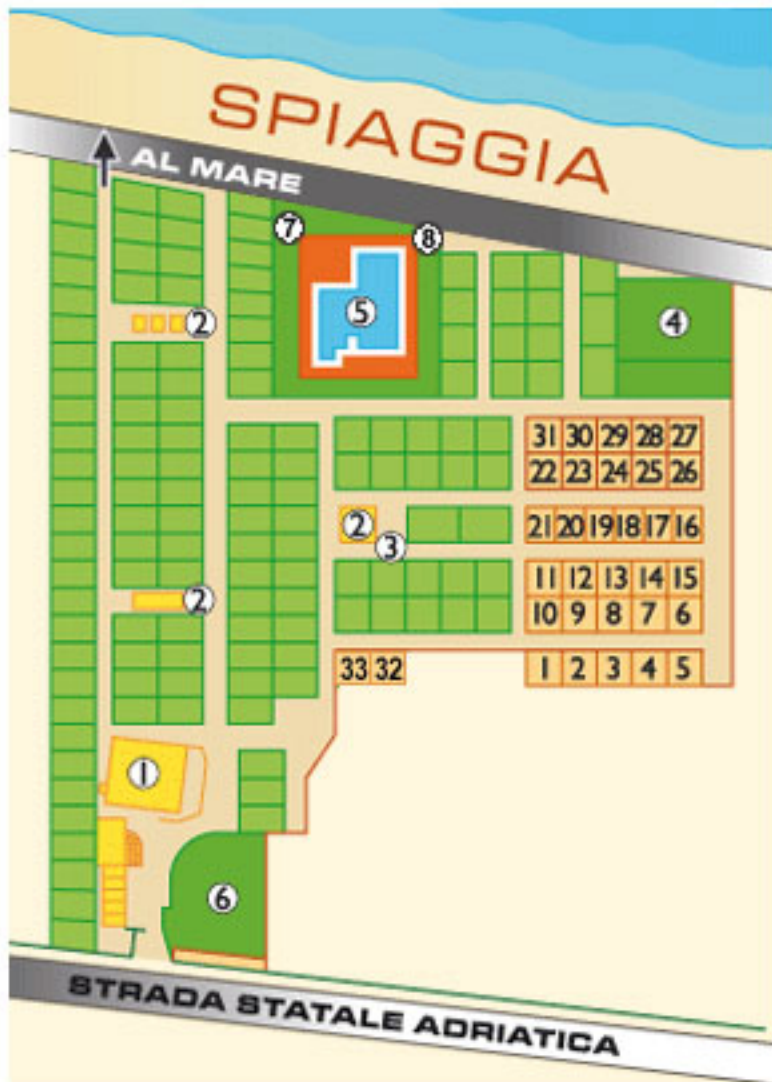 SPIAGGIA
AL MARE
7
8
2
5
4
31 30 29 28 27
22 23 24 25 26
2
3
21 20 19 18 17 16
2
11 12 13 14 15
10 9 8 7 6
33 32
1 2 3 4 5
1
6
STRADA STATALE ADRIATICA